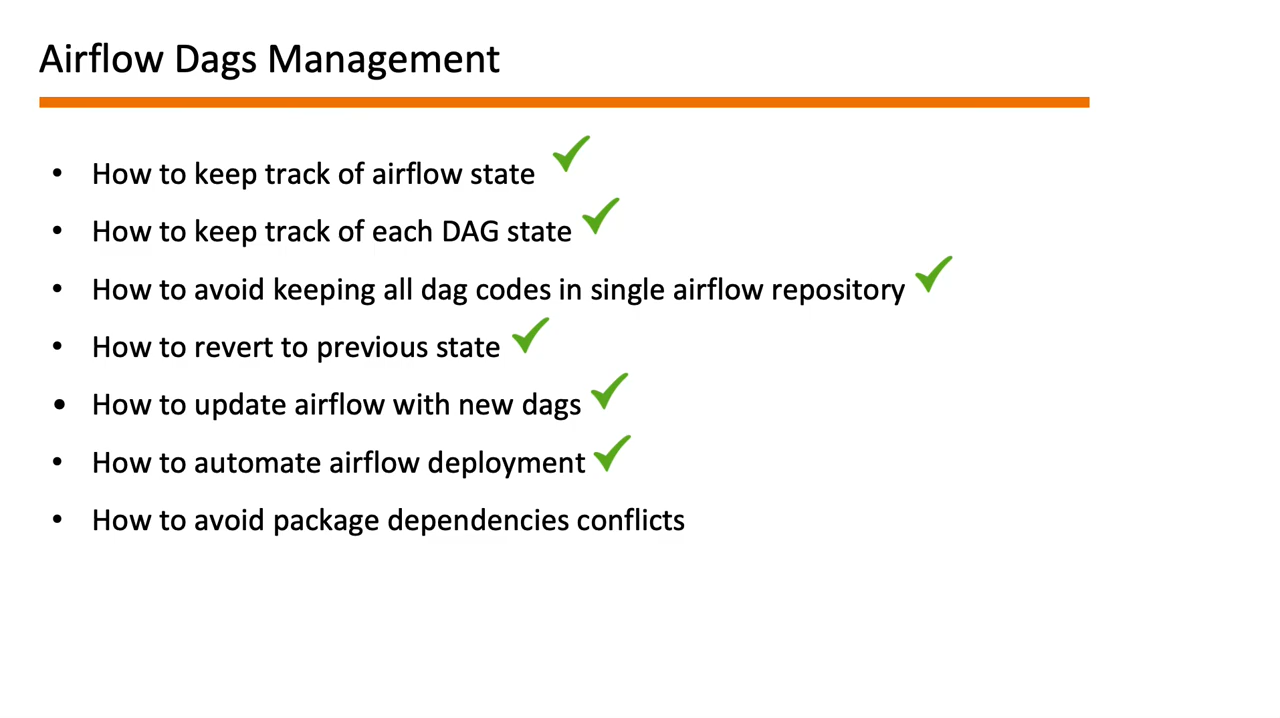 Airflow Dags Management
• How to keep track of airflow state
• How to keep track of each DAG state
• How to avoid keeping all dag codes in single airflow repository
• How to revert to previous state
• How to update airflow with new dags
• How to automate airflow deployment
• How to avoid package dependencies conflicts